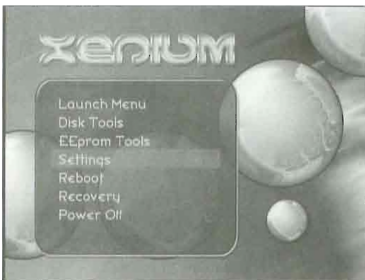 XENIUM
Launch Menu
Disk Tools
EEprom Tools
Settings
Reboot
Recovery
Power Off